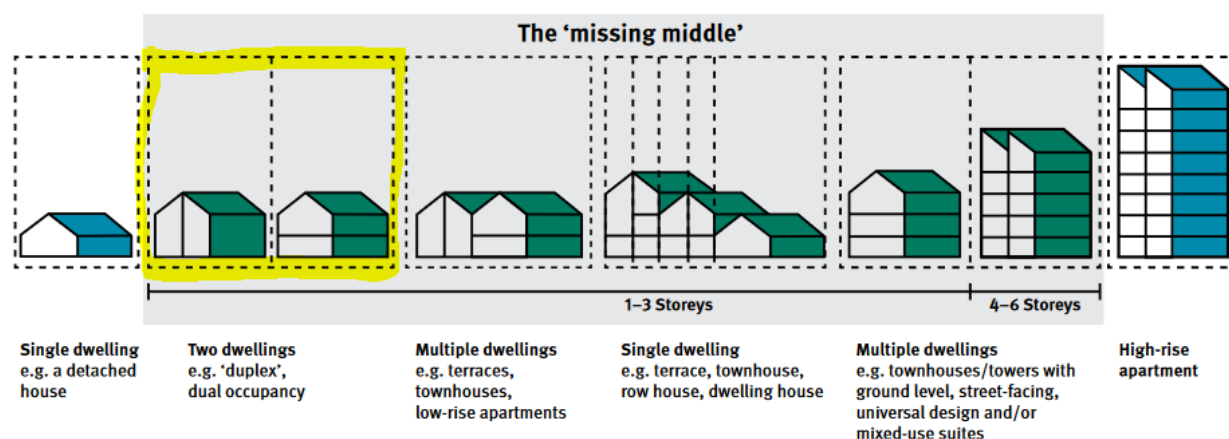 The ‘missing middle’
1–3 Storeys
4–6 Storeys
Single dwelling
e.g. a detached
house
Two dwellings
e.g. ‘duplex’,
dual occupancy
Multiple dwellings
e.g. terraces,
townhouses,
low-rise apartments
Single dwelling
e.g. terrace, townhouse,
row house, dwelling house
Multiple dwellings
e.g. townhouses/towers with
ground level, street-facing,
universal design and/or
mixed-use suites
High-rise
apartment